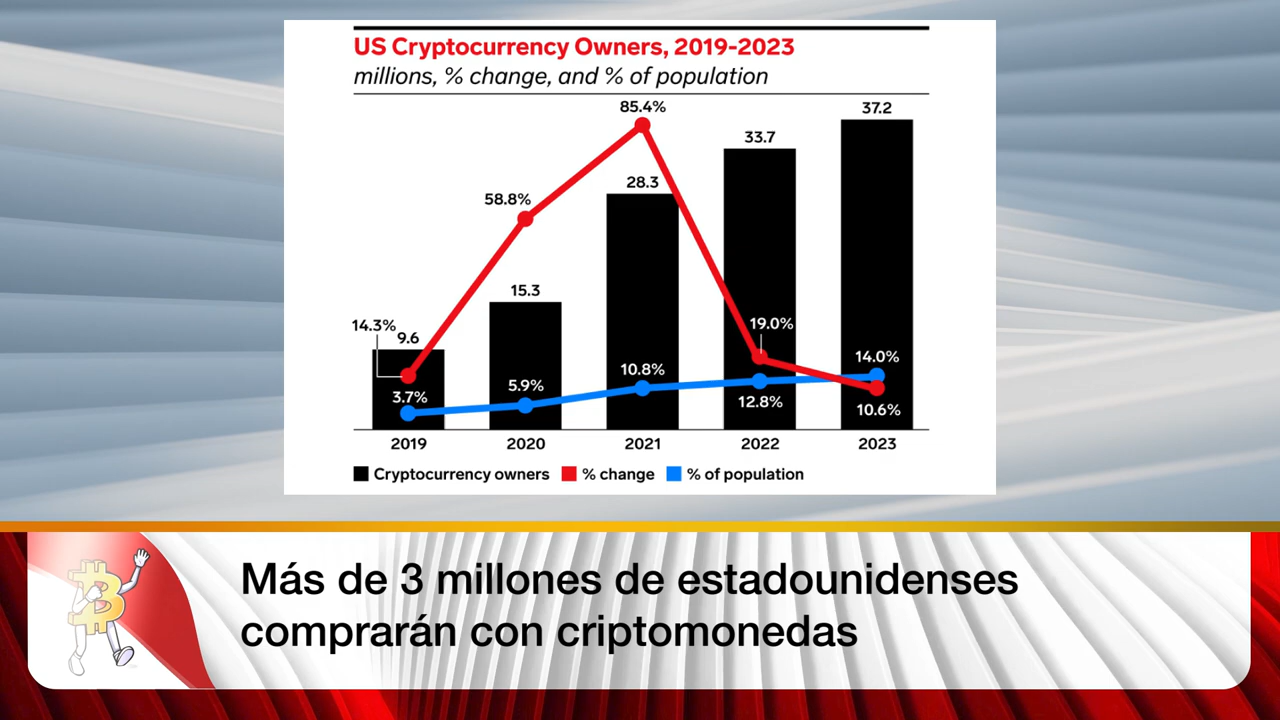 US Cryptocurrency Owners, 2019-2023
millions, % change, and % of population
85.4%
37.2
33.7
28.3
58.8%
15.3
14.3%
9.6
19.0%
14.0%
10.8%
5.9%
3.7%
12.8%
10.6%
2019 2020 2021 2022 2023
Cryptocurrency owners % change % of population
Más de 3 millones de estadounidenses
comprarán con criptomonedas